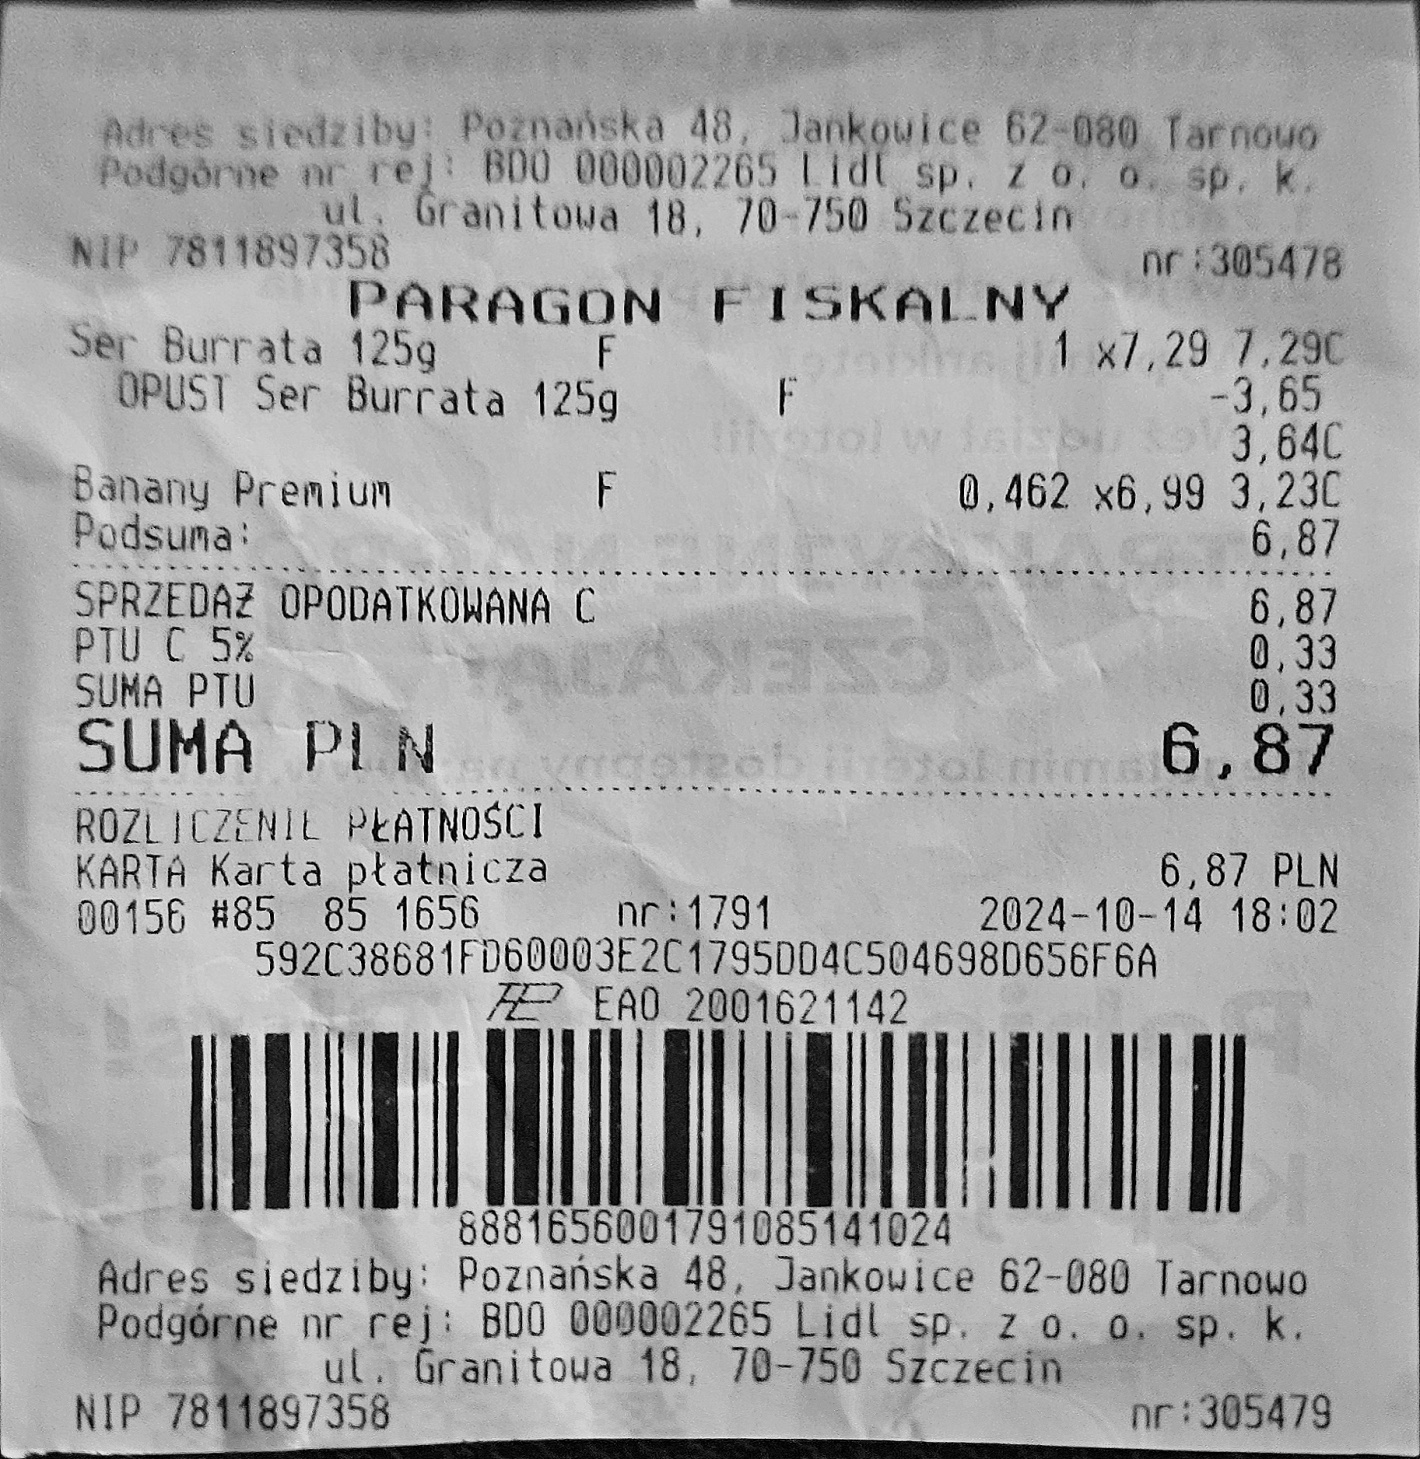 Adres siedziby: Poznańska 48, Jankowice 62-080 Tarnowo
Podgórne nr rej: BDO 000002265 Lidl sp. z o. o. sp. k.
ul. Granitowa 18, 70-750 Szczecin
NIP 7811897358 nr:305478
PARAGON FISKALNY
Ser Burrata 125g F 1 x7,29 7,29C
OPUST Ser Burrata 125g F -3,65
3,64C
Banany Premium F 0,462 x6,99 3,23C
Podsuma: 6,87
SPRZEDAŻ OPODATKOWANA C 6,87
PTU C 5% 0,33
SUMA PTU 0,33
SUMA PLN 6,87
ROZLICZENIE PŁATNOŚCI
KARTA Karta płatnicza 6,87 PLN
00156 #85 85 1656 nr:1791 2024-10-14 18:02
592C38681FD60003E2C1795DD4C504698D656F6A
EAO 2001621142
8881656001791085141024
Adres siedziby: Poznańska 48, Jankowice 62-080 Tarnowo
Podgórne nr rej: BDO 000002265 Lidl sp. z o. o. sp. k.
ul. Granitowa 18, 70-750 Szczecin
NIP 7811897358 nr:305479